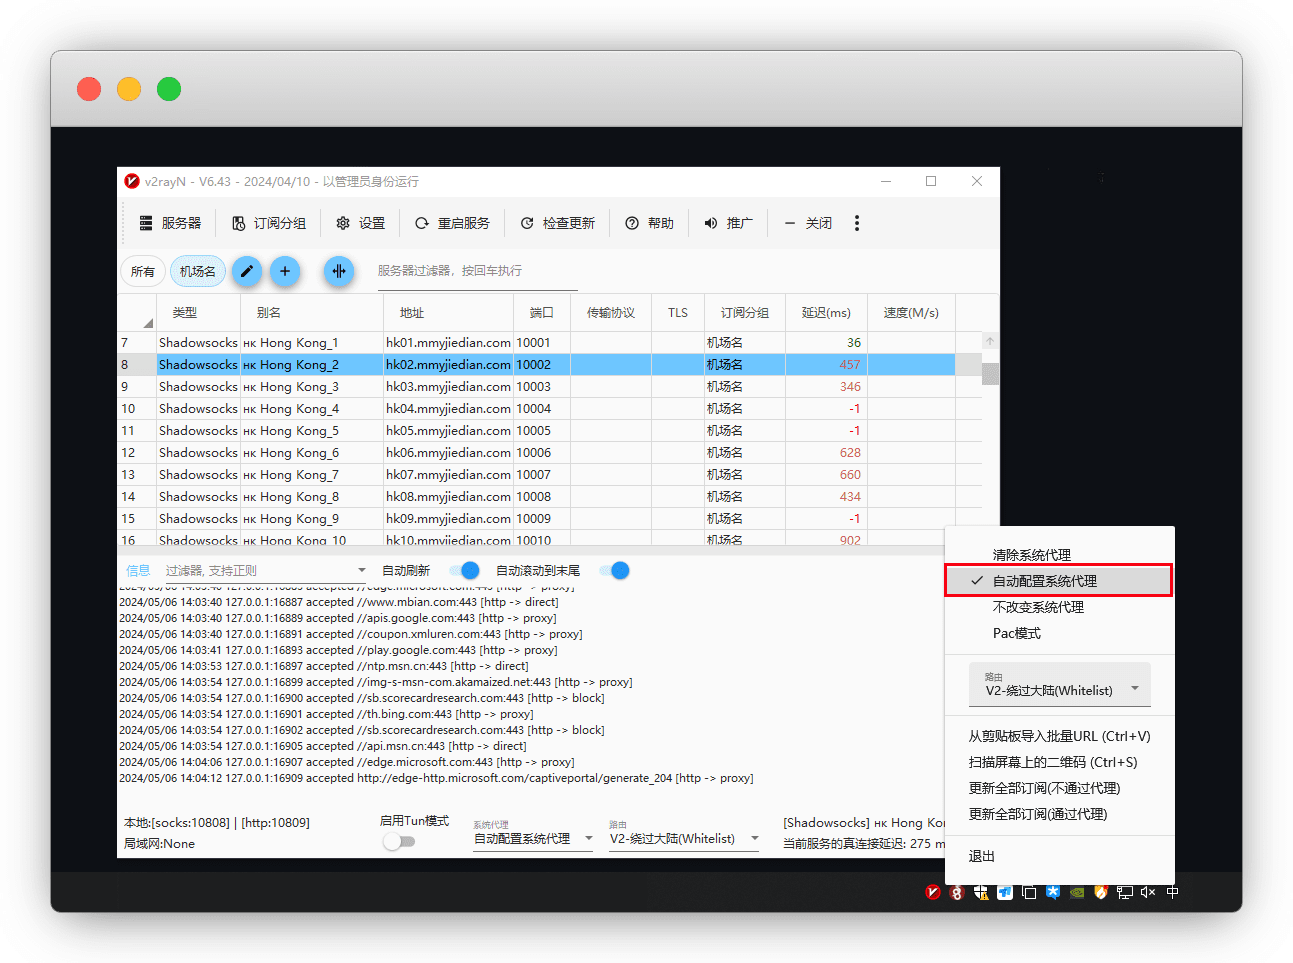 v2rayN - V6.43 - 2024/04/10 - 以管理员身份运行
服务器 订阅分组 设置 重启服务 检查更新 帮助 推广 关闭
所有 机场名 服务器过滤器，按回车执行
类型 别名 地址 端口 传输协议 TLS 订阅分组 延迟(ms) 速度(M/s)
7 Shadowsocks HK Hong Kong_1 hk01.mmyjiedian.com 10001 机场名 36
8 Shadowsocks HK Hong Kong_2 hk02.mmyjiedian.com 10002 机场名 457
9 Shadowsocks HK Hong Kong_3 hk03.mmyjiedian.com 10003 机场名 346
10 Shadowsocks HK Hong Kong_4 hk04.mmyjiedian.com 10004 机场名 -1
11 Shadowsocks HK Hong Kong_5 hk05.mmyjiedian.com 10005 机场名 -1
12 Shadowsocks HK Hong Kong_6 hk06.mmyjiedian.com 10006 机场名 628
13 Shadowsocks HK Hong Kong_7 hk07.mmyjiedian.com 10007 机场名 660
14 Shadowsocks HK Hong Kong_8 hk08.mmyjiedian.com 10008 机场名 434
15 Shadowsocks HK Hong Kong_9 hk09.mmyjiedian.com 10009 机场名 -1
16 Shadowsocks HK Hong Kong_10 hk10.mmyjiedian.com 10010 机场名 902
信息 过滤器, 支持正则 自动刷新 自动滚动到末尾
2024/05/06 14:03:40 127.0.0.1:16885 accepted //edge.microsoft.com:443 [http -> proxy]
2024/05/06 14:03:40 127.0.0.1:16887 accepted //www.mbian.com:443 [http -> direct]
2024/05/06 14:03:40 127.0.0.1:16889 accepted //apis.google.com:443 [http -> proxy]
2024/05/06 14:03:40 127.0.0.1:16891 accepted //coupon.xmluren.com:443 [http -> proxy]
2024/05/06 14:03:41 127.0.0.1:16893 accepted //play.google.com:443 [http -> proxy]
2024/05/06 14:03:53 127.0.0.1:16897 accepted //ntp.msn.cn:443 [http -> direct]
2024/05/06 14:03:54 127.0.0.1:16899 accepted //img-s-msn-com.akamaized.net:443 [http -> proxy]
2024/05/06 14:03:54 127.0.0.1:16900 accepted //sb.scorecardresearch.com:443 [http -> block]
2024/05/06 14:03:54 127.0.0.1:16901 accepted //th.bing.com:443 [http -> proxy]
2024/05/06 14:03:54 127.0.0.1:16902 accepted //sb.scorecardresearch.com:443 [http -> block]
2024/05/06 14:03:54 127.0.0.1:16905 accepted //api.msn.cn:443 [http -> direct]
2024/05/06 14:04:06 127.0.0.1:16907 accepted //edge.microsoft.com:443 [http -> proxy]
2024/05/06 14:04:12 127.0.0.1:16909 accepted http://edge-http.microsoft.com/captiveportal/generate_204 [http -> proxy]
本地:[socks:10808] | [http:10809]
局域网:None
启用Tun模式
系统代理
自动配置系统代理
路由
V2-绕过大陆(Whitelist)
[Shadowsocks] HK Hong Kon
当前服务的真连接延迟: 275 m
清除系统代理
自动配置系统代理
不改变系统代理
Pac模式
路由
V2-绕过大陆(Whitelist)
从剪贴板导入批量URL (Ctrl+V)
扫描屏幕上的二维码 (Ctrl+S)
更新全部订阅(不通过代理)
更新全部订阅(通过代理)
退出
中